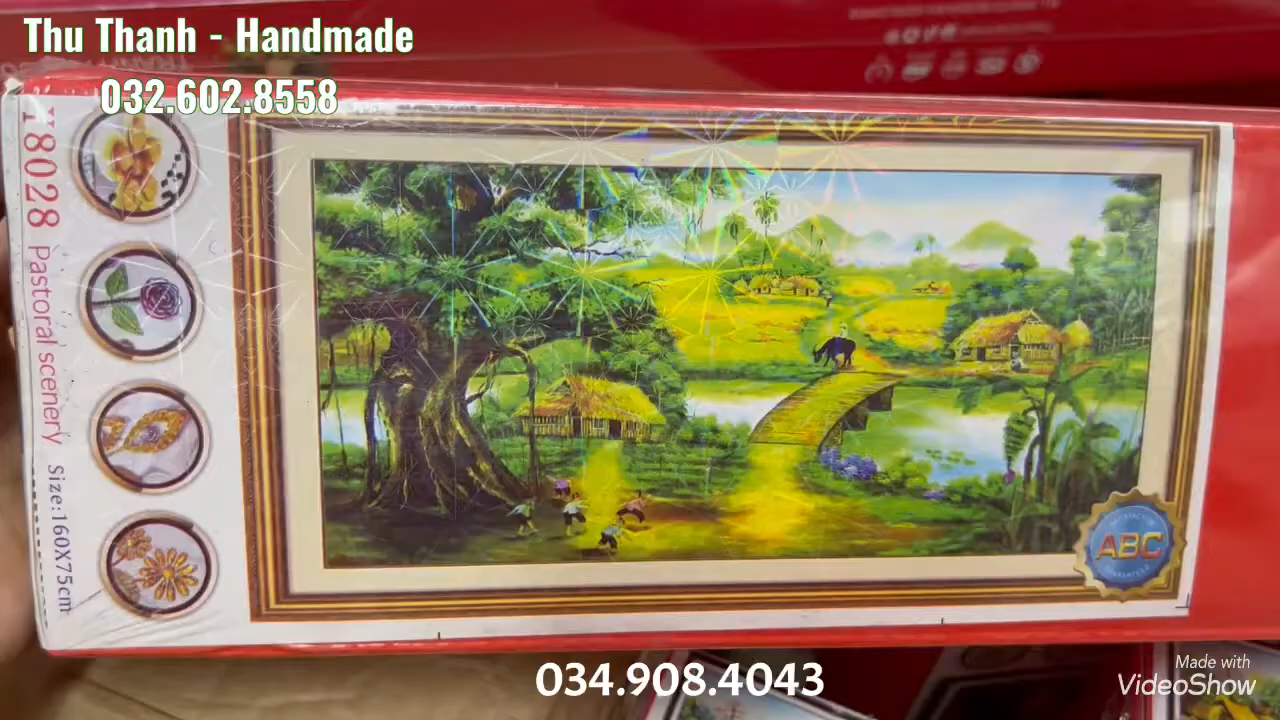 Thu Thanh - Handmade
032.602.8558
Y8028 Pastoral scenery Size:160X75cm
ABC
034.908.4043
Made with
VideoShow